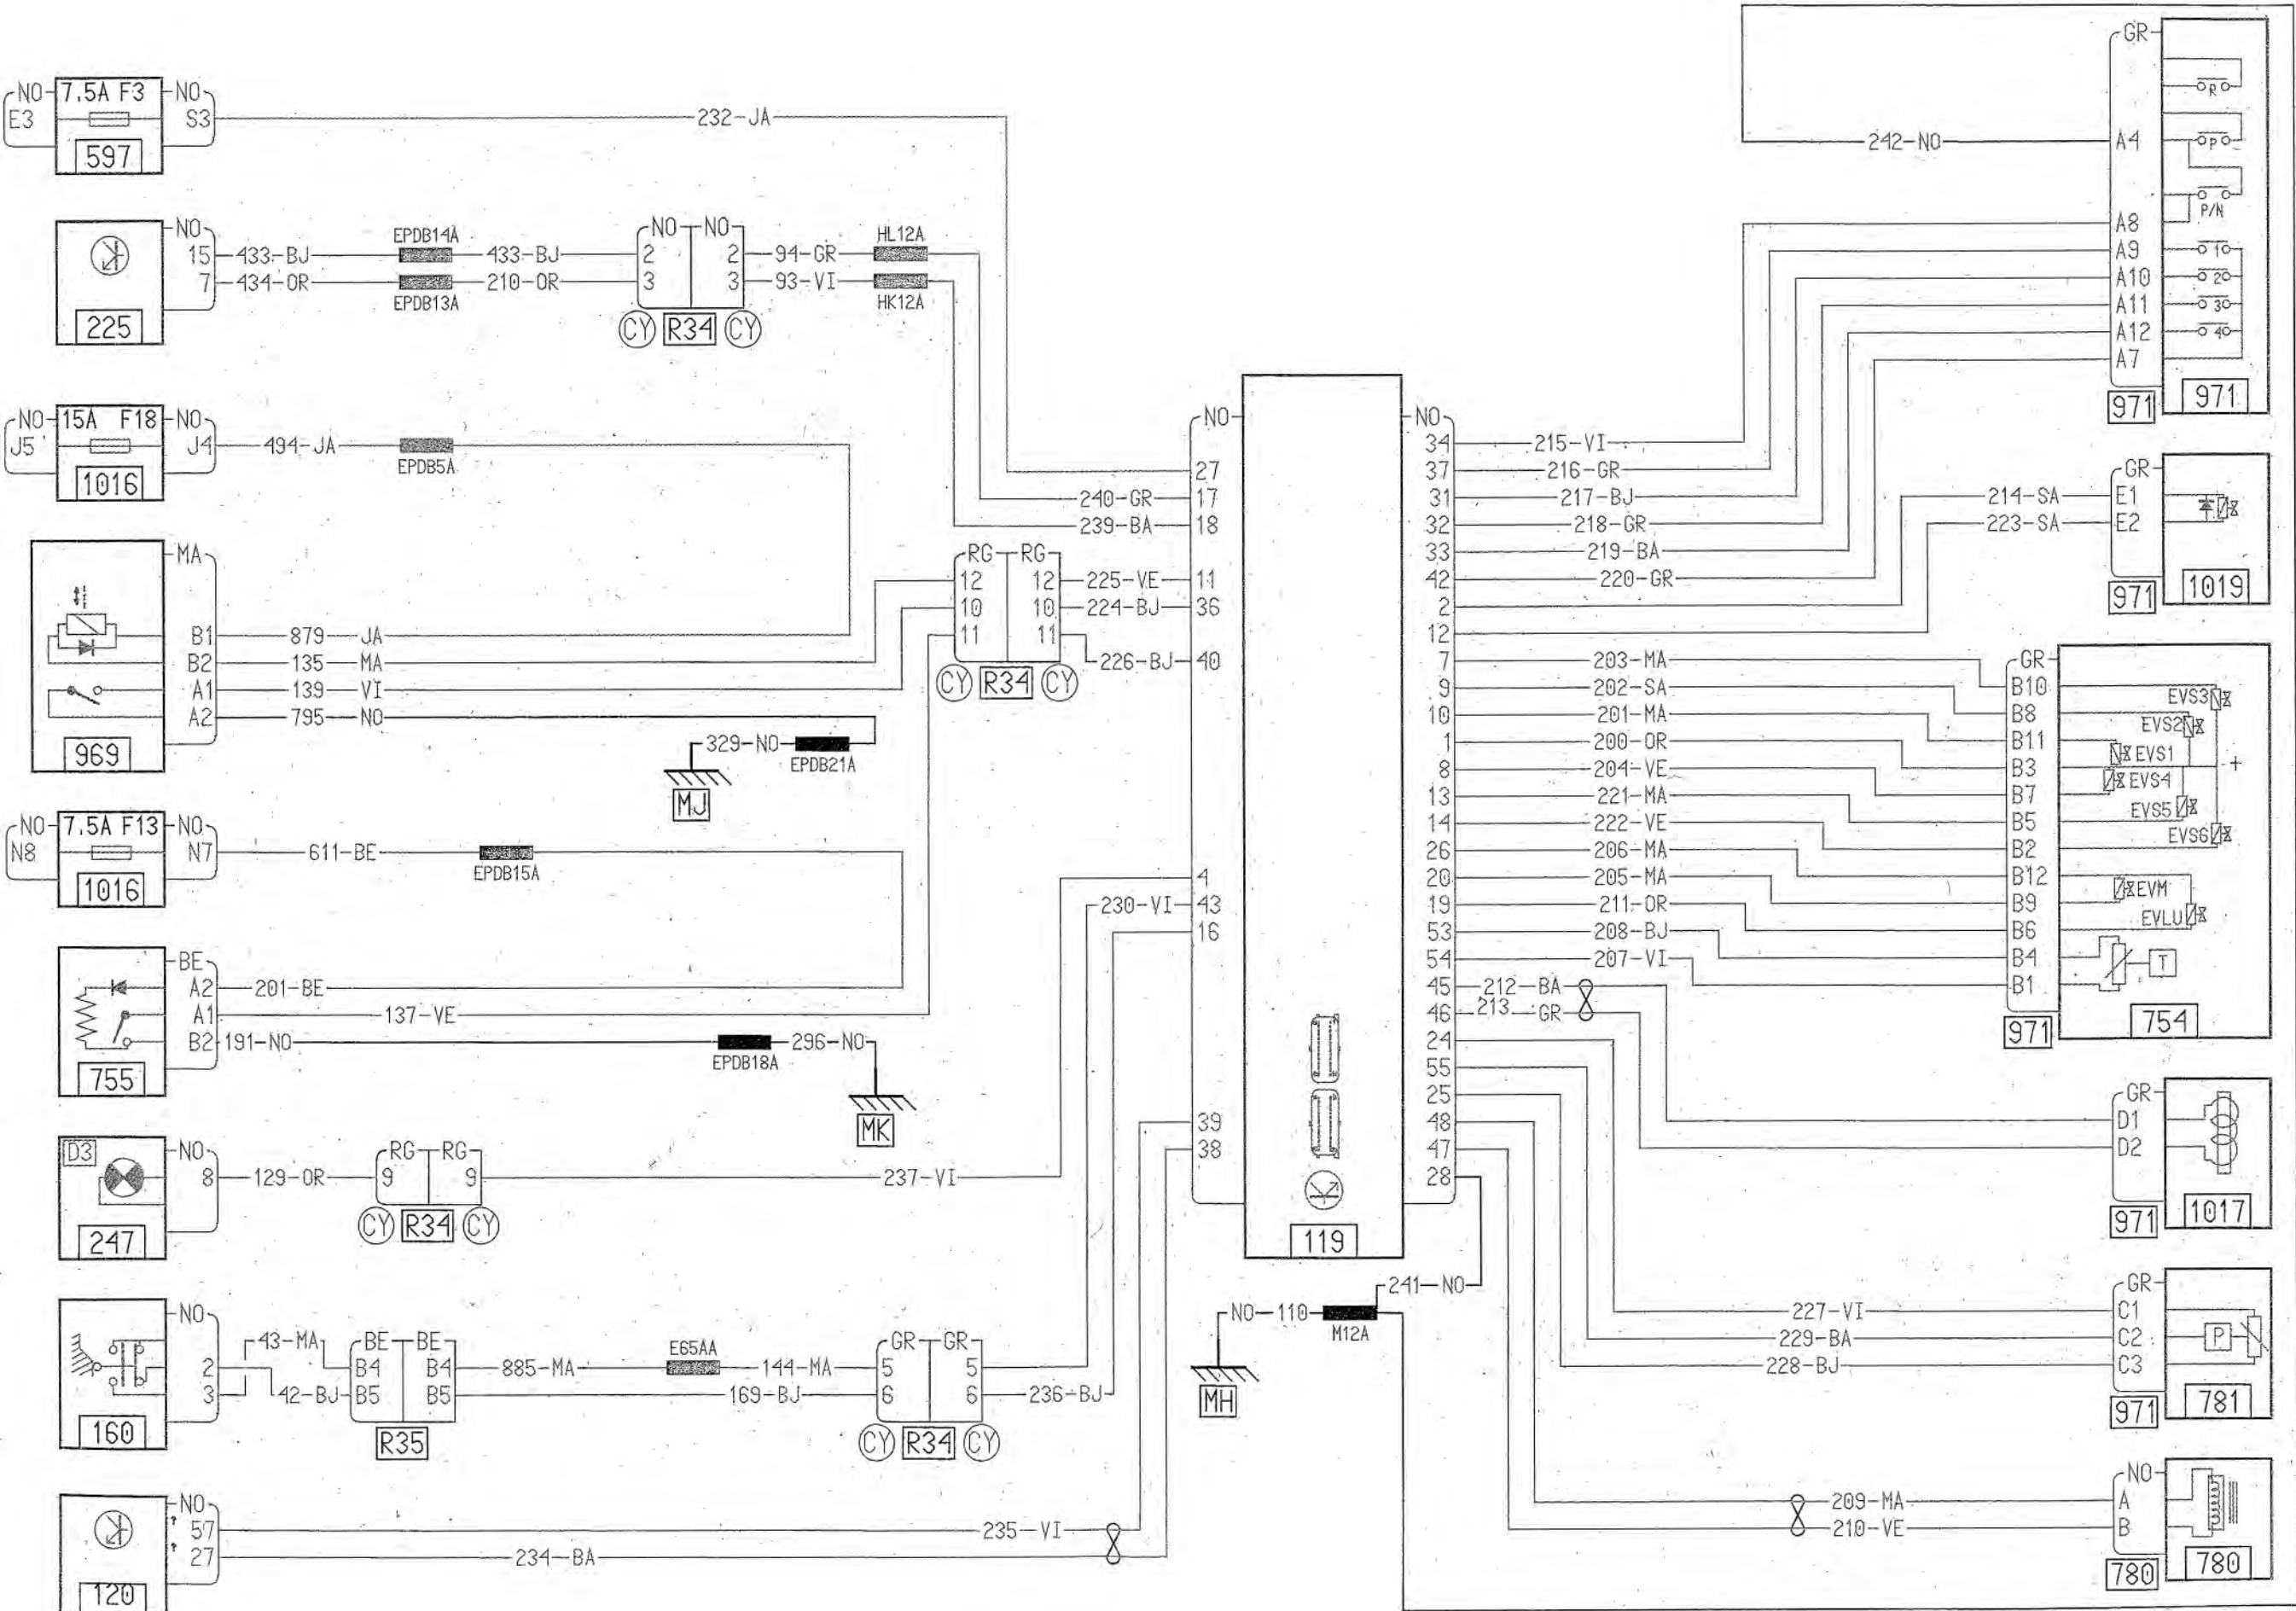 NO 7.5A F3 NO
E3 S3
597
232-JA
NO
15 433-BJ EPDB14A 433-BJ
7 434-OR EPDB13A 210-OR
225
NO NO
2 2 94-GR HL12A
3 3 93-VI HK12A
CY R34 CY
NO 15A F18 NO
J5 J4 494-JA EPDB5A
1016
MA
B1 879 JA
B2 135 MA
A1 139 VI
A2 795 NO
969
329-NO EPDB21A
MJ
RG RG
12 12 225-VE 11
10 10 224-BJ 36
11 11 226-BJ 40
CY R34 CY
NO 7.5A F13 NO
N8 N7 611-BE EPDB15A
1016
BE
A2 201-BE
A1 137-VE
B2 191-NO EPDB18A 296-NO
755
MK
D3 NO
8 129-OR
247
RG RG
9 9 237-VI
CY R34 CY
NO
2 43-MA
3 42-BJ
160
BE BE
B4 B4 885-MA E65AA 144-MA
B5 B5 169-BJ
R35
GR GR
5 5
6 6 236-BJ
CY R34 CY
NO
57 235-VI
27 234-BA
120
NO
27
240-GR 17
239-BA 18
4
230-VI 43
16
39
38
119
NO
34 215-VI
37 216-GR
31 217-BJ
32 218-GR
33 219-BA
42 220-GR
2
12
7 203-MA
9 202-SA
10 201-MA
1 200-OR
8 204-VE
13 221-MA
14 222-VE
26 206-MA
20 205-MA
19 211-OR
53 208-BJ
54 207-VI
45 212-BA
46 213 GR
24
55
25
48
47
28
241-NO
NO-110 M12A
MH
GR
R
242-NO A4 P
P/N
A8
A9 1
A10 2
A11 3
A12 4
A7
971 971
GR
214-SA E1
223-SA E2
971 1019
GR
B10 EVS3
B8 EVS2
B11 EVS1
B3 +
B7 EVS4
B5 EVS5
B2 EVS6
B12 EVM
B9 EVLU
B6
B4 T
B1
971 754
GR
D1
D2
971 1017
GR
227-VI C1
229-BA C2 P
228-BJ C3
971 781
NO
209-MA A
210-VE B
780 780